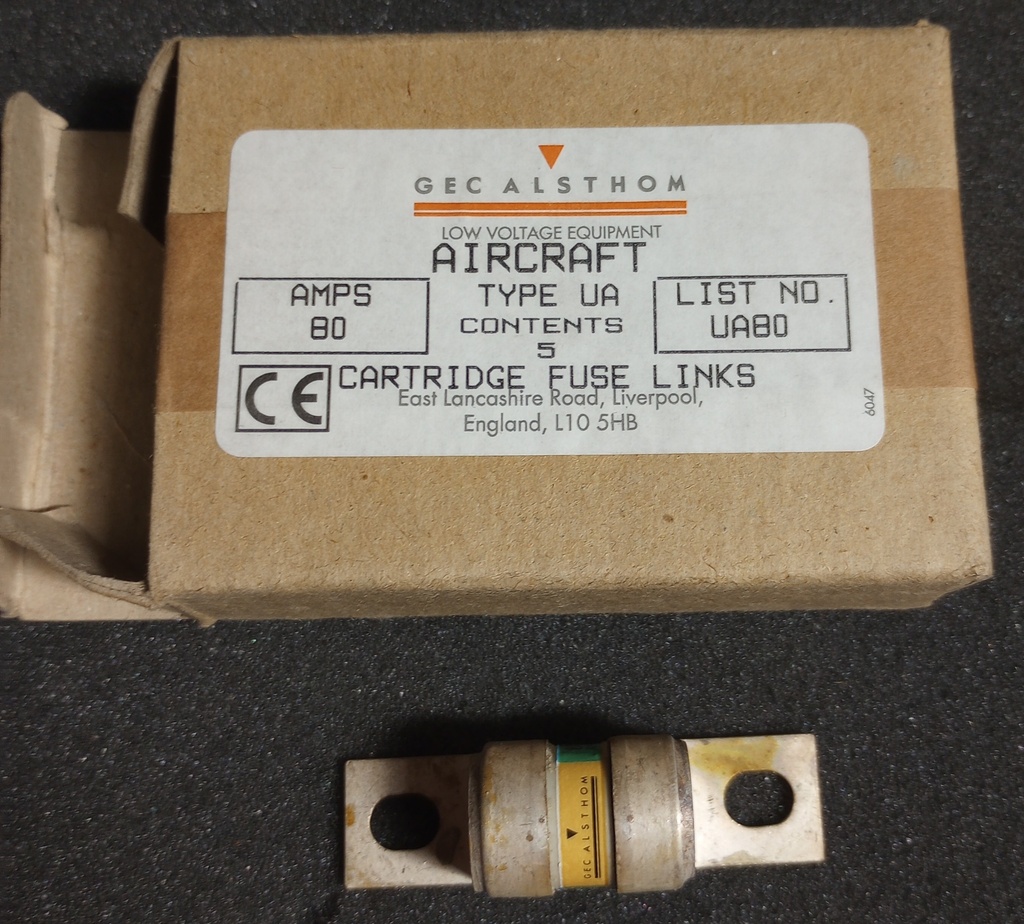 GEC ALSTHOM
LOW VOLTAGE EQUIPMENT
AIRCRAFT
AMPS
80
TYPE UA
CONTENTS
5
LIST NO.
UA80
CE
CARTRIDGE FUSE LINKS
East Lancashire Road, Liverpool,
England, L10 5HB
6047
GEC ALSTHOM